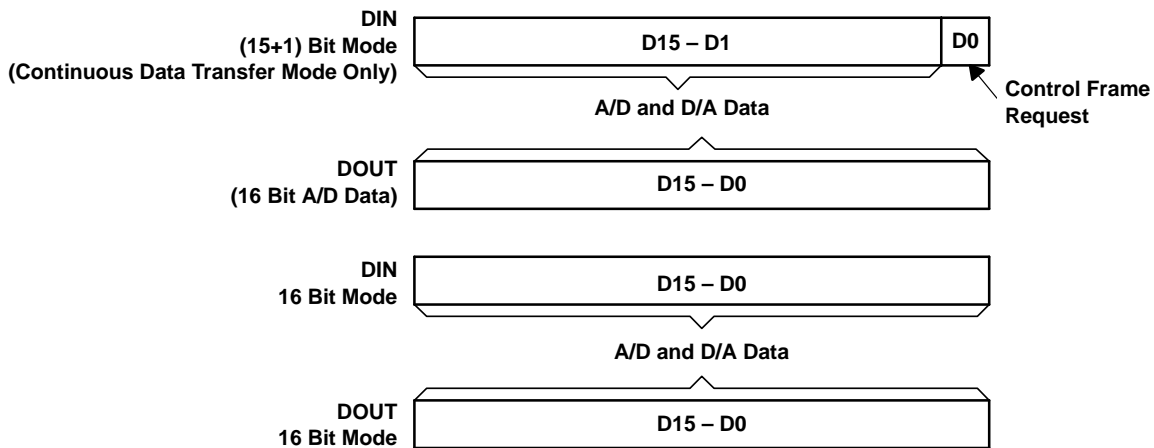 DIN
(15+1) Bit Mode
(Continuous Data Transfer Mode Only)
D15 – D1
D0
A/D and D/A Data
Control Frame
Request
DOUT
(16 Bit A/D Data)
D15 – D0
DIN
16 Bit Mode
D15 – D0
A/D and D/A Data
DOUT
16 Bit Mode
D15 – D0